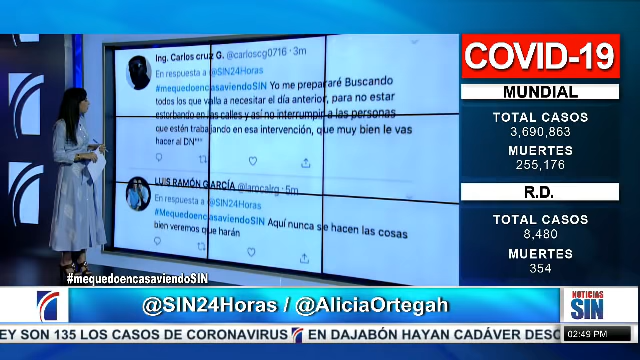 Ing. Carlos cruz G. @carloscg0716 · 3m
En respuesta a @SIN24Horas
#mequedoencasaviendoSIN Yo me prepararé Buscando
todos los que valla a necesitar el día anterior, para no estar
estorbando en las calles y así no interrumpir a las personas
que estén trabajando en esa intervención, que muy bien le vas
hacer al DN***
LUIS RAMÓN GARCÍA @larocalrg · 5m
En respuesta a @SIN24Horas
#MequedoencasaviendoSIN Aquí nunca se hacen las cosas
bien veremos que harán
#mequedoencasaviendoSIN
COVID-19
MUNDIAL
TOTAL CASOS
3,690,863
MUERTES
255,176
R.D.
TOTAL CASOS
8,480
MUERTES
354
@SIN24Horas / @AliciaOrtegah
NOTICIAS
SIN
EY SON 135 LOS CASOS DE CORONAVIRUS EN DAJABÓN HAYAN CADÁVER DESC
02:49 PM